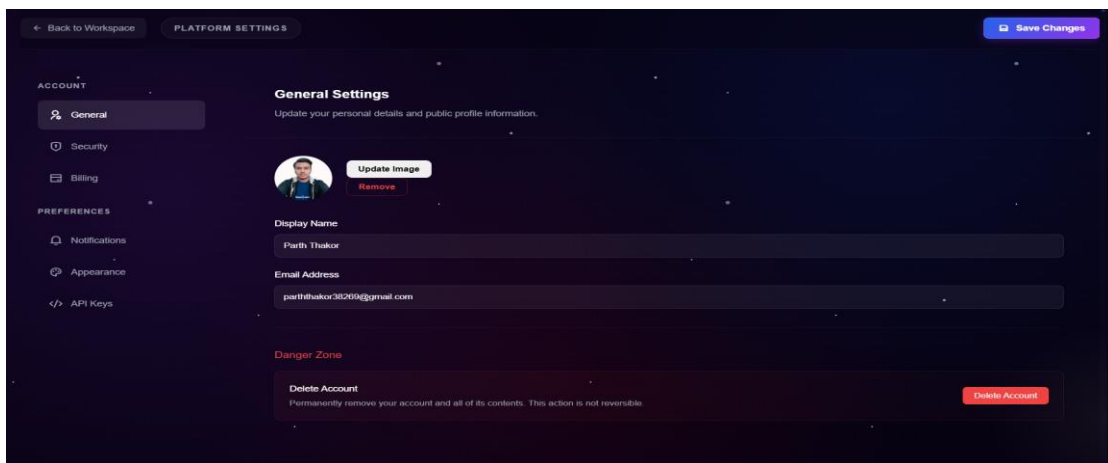 ← Back to Workspace
PLATFORM SETTINGS
Save Changes
ACCOUNT
General
Security
Billing
PREFERENCES
Notifications
Appearance
</> API Keys
General Settings
Update your personal details and public profile information.
Update Image
Remove
Display Name
Parth Thakor
Email Address
parththakor38269@gmail.com
Danger Zone
Delete Account
Permanently remove your account and all of its contents. This action is not reversible.
Delete Account